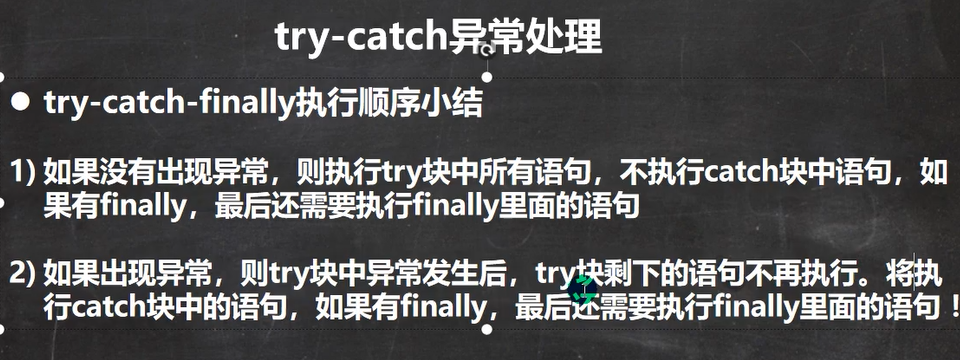 try-catch异常处理
● try-catch-finally执行顺序小结
1) 如果没有出现异常，则执行try块中所有语句，不执行catch块中语句，如
果有finally，最后还需要执行finally里面的语句
2) 如果出现异常，则try块中异常发生后，try块剩下的语句不再执行。将执
行catch块中的语句，如果有finally，最后还需要执行finally里面的语句！